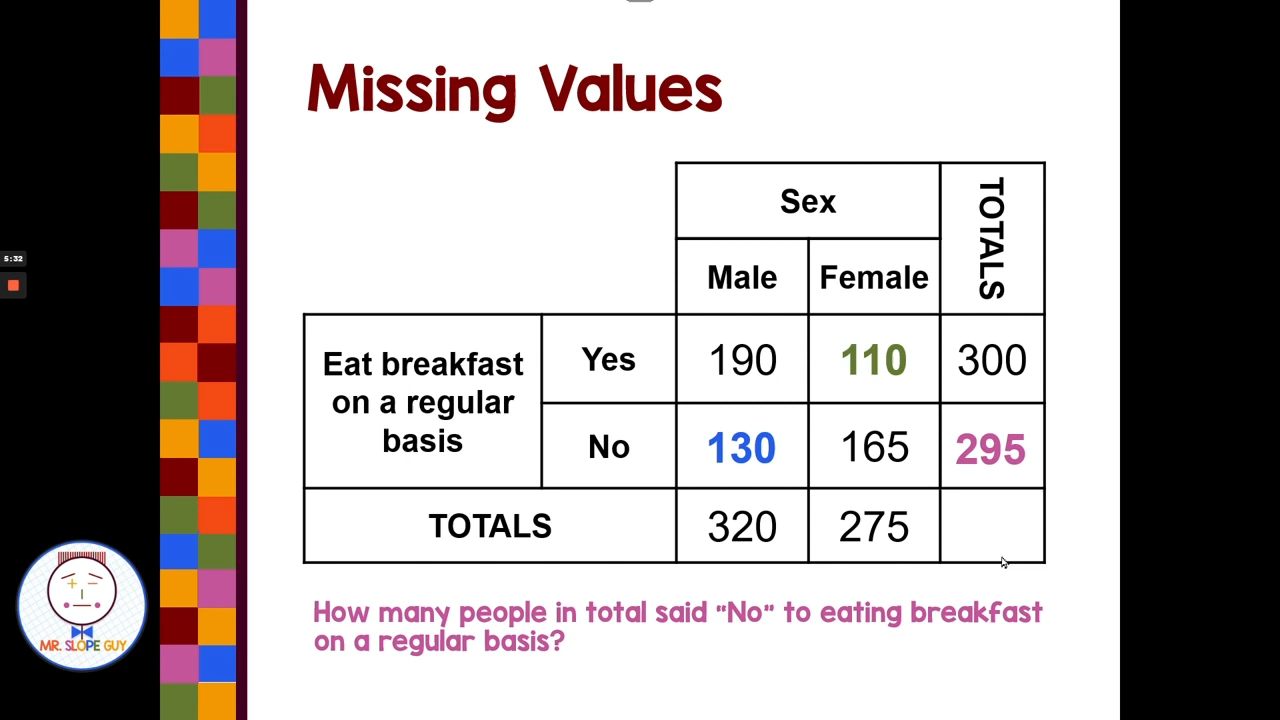 Missing Values
Sex
TOTALS
Male
Female
Eat breakfast
on a regular
basis
Yes
190
110
300
No
130
165
295
TOTALS
320
275
How many people in total said "No" to eating breakfast
on a regular basis?
5:32
MR. SLOPE GUY